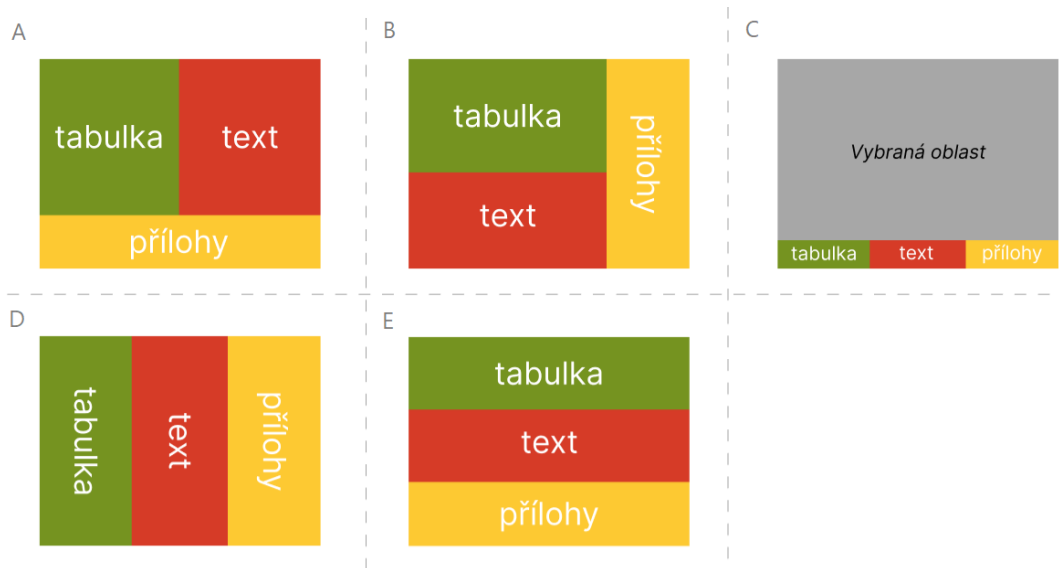 A
tabulka
text
přílohy
B
tabulka
text
přílohy
C
Vybraná oblast
tabulka
text
přílohy
D
tabulka
text
přílohy
E
tabulka
text
přílohy